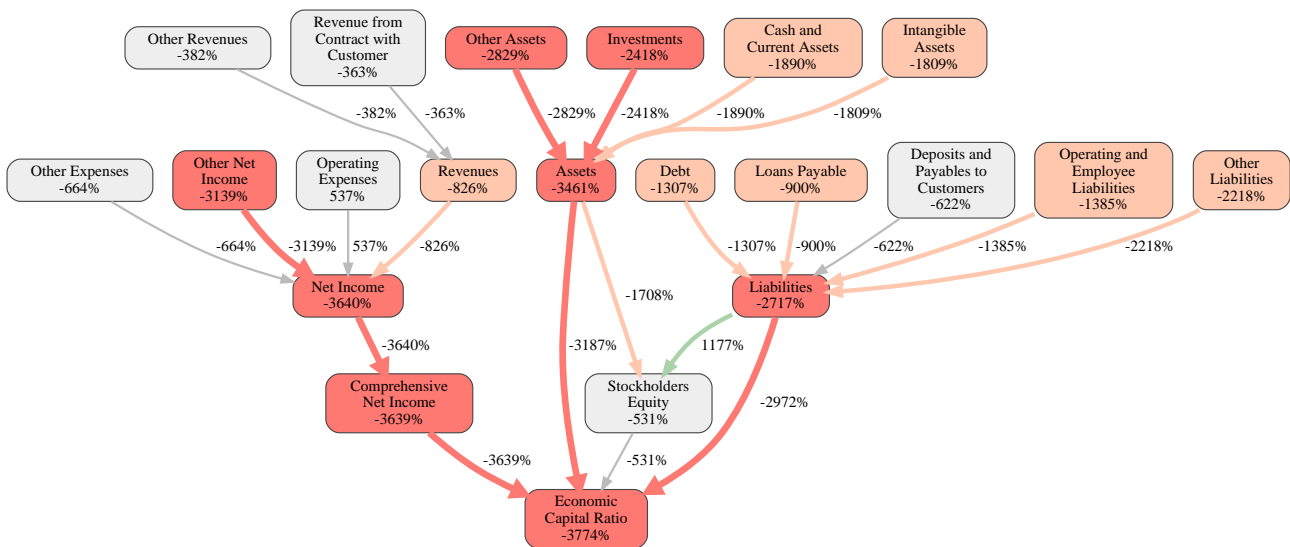 Other Revenues
-382%
Revenue from
Contract with
Customer
-363%
Other Assets
-2829%
Investments
-2418%
Cash and
Current Assets
-1890%
Intangible
Assets
-1809%
-382%
-363%
-2829%
-2418%
-1890%
-1809%
Other Expenses
-664%
Other Net
Income
-3139%
Operating
Expenses
537%
Revenues
-826%
Assets
-3461%
Debt
-1307%
Loans Payable
-900%
Deposits and
Payables to
Customers
-622%
Operating and
Employee
Liabilities
-1385%
Other
Liabilities
-2218%
-664%
-3139%
537%
-826%
-1307%
-900%
-622%
-1385%
-2218%
Net Income
-3640%
Liabilities
-2717%
-1708%
-3640%
-3187%
1177%
Comprehensive
Net Income
-3639%
Stockholders
Equity
-531%
-2972%
-3639%
-531%
Economic
Capital Ratio
-3774%